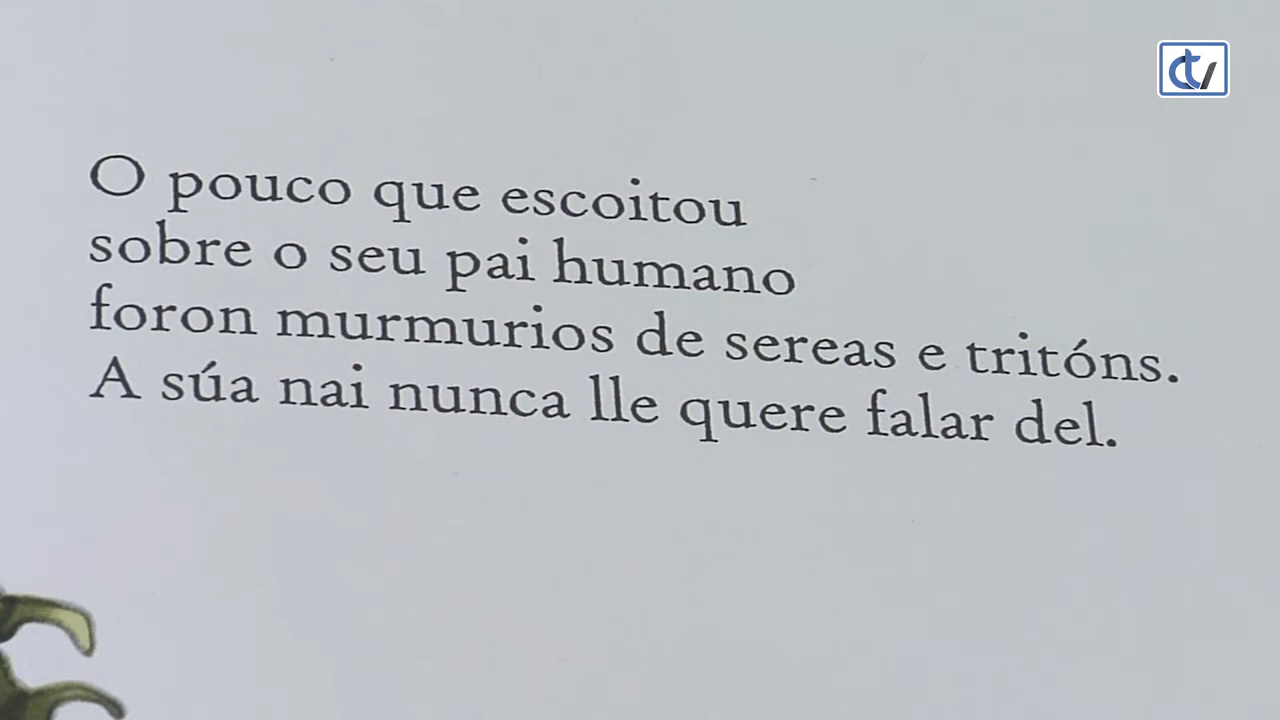 CTV
O pouco que escoitou
sobre o seu pai humano
foron murmurios de sereas e tritóns.
A súa nai nunca lle quere falar del.